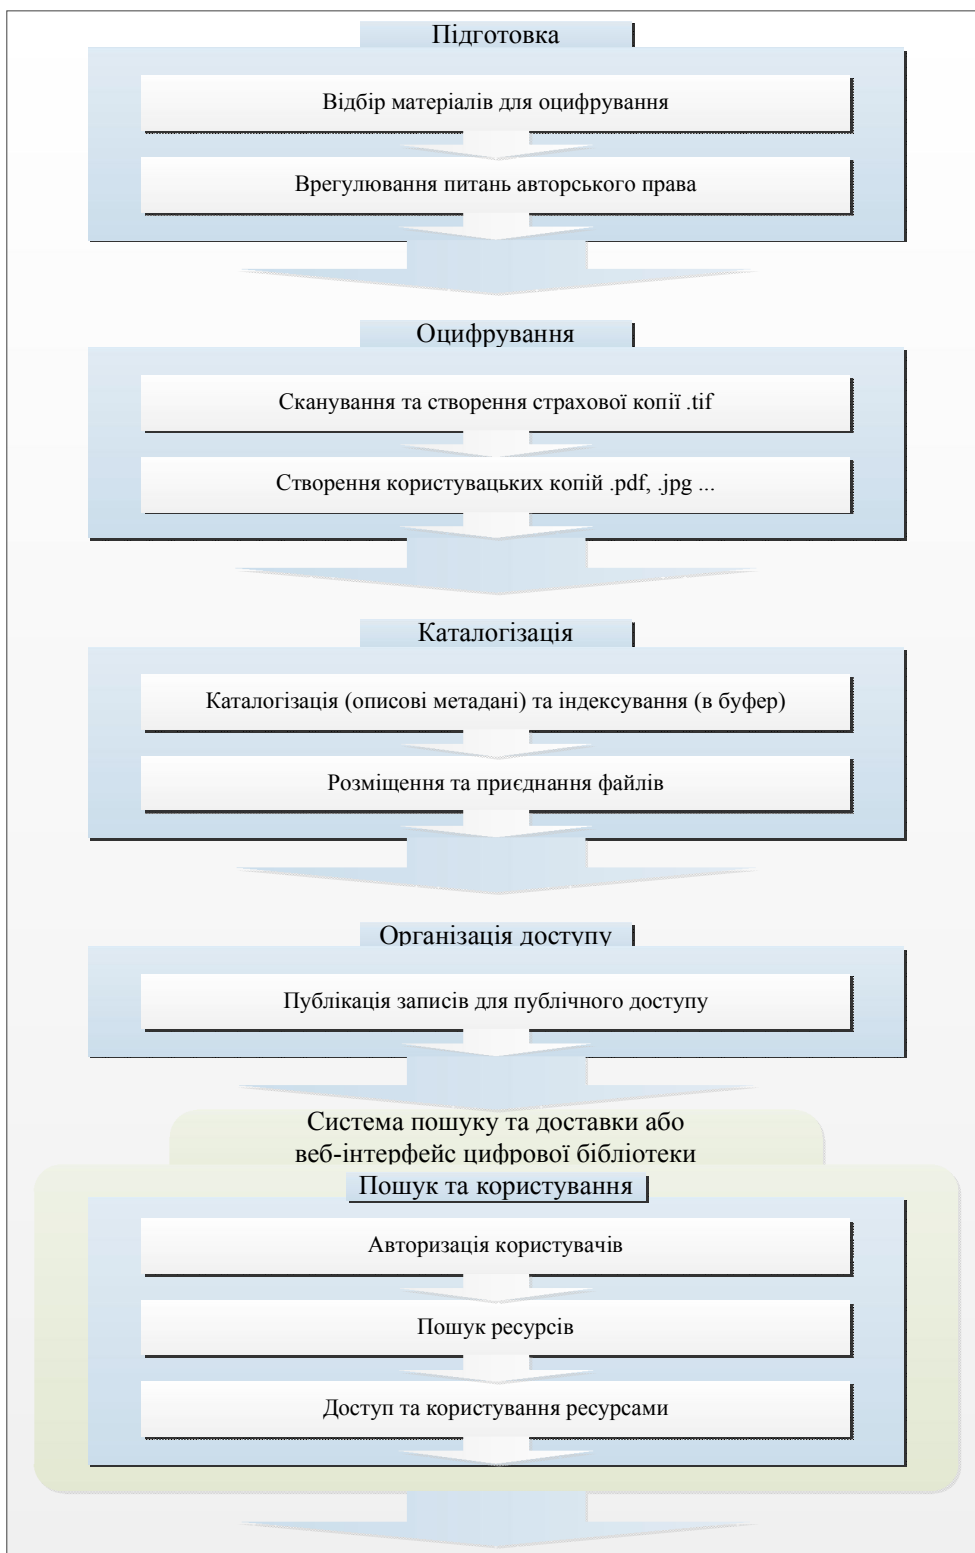 Підготовка
Відбір матеріалів для оцифрування
Врегулювання питань авторського права
Оцифрування
Сканування та створення страхової копії .tif
Створення користувацьких копій .pdf, .jpg ...
Каталогізація
Каталогізація (описові метадані) та індексування (в буфер)
Розміщення та приєднання файлів
Організація доступу
Публікація записів для публічного доступу
Система пошуку та доставки або
веб-інтерфейс цифрової бібліотеки
Пошук та користування
Авторизація користувачів
Пошук ресурсів
Доступ та користування ресурсами